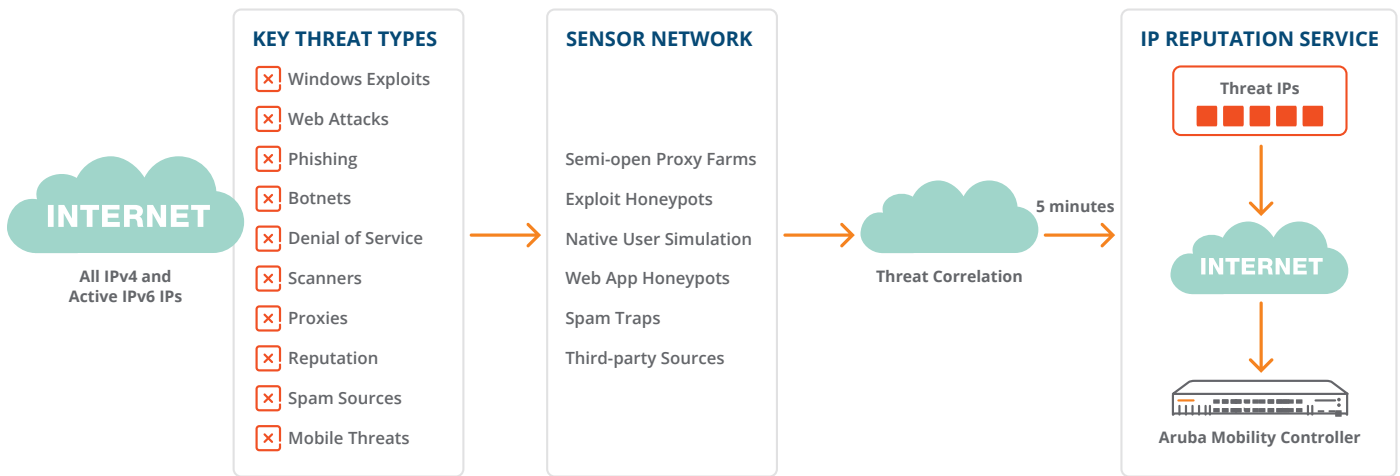 INTERNET
All IPv4 and
Active IPv6 IPs
KEY THREAT TYPES
Windows Exploits
Web Attacks
Phishing
Botnets
Denial of Service
Scanners
Proxies
Reputation
Spam Sources
Mobile Threats
SENSOR NETWORK
Semi-open Proxy Farms
Exploit Honeypots
Native User Simulation
Web App Honeypots
Spam Traps
Third-party Sources
Threat Correlation
5 minutes
IP REPUTATION SERVICE
Threat IPs
INTERNET
Aruba Mobility Controller